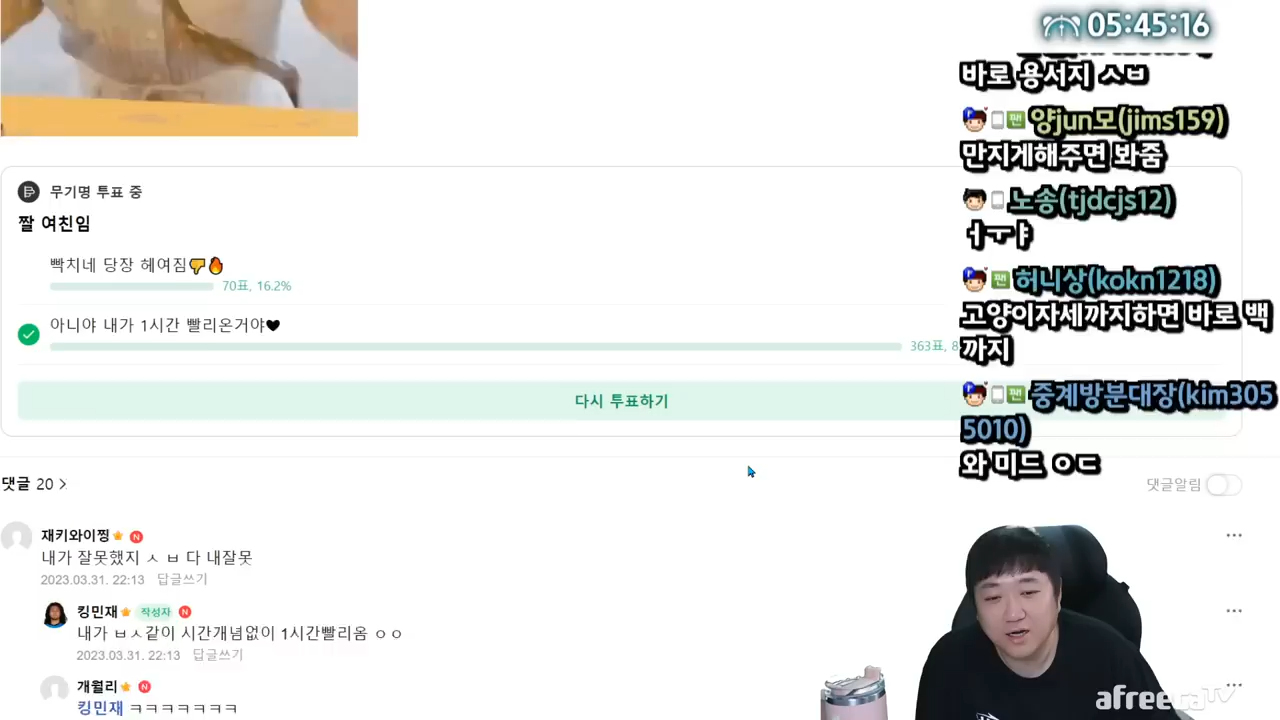 05:45:16
바로 용서지 ㅅㅂ
양jun모(jims159)
만지게해주면 봐줌
노송(tjdcjs12)
ㅓㅜㅑ
허니상(kokn1218)
고양이자세까지하면 바로 백
까지
중계방분대장(kim305
5010)
와 미드 ㅇㄷ
무기명 투표 중
짤 여친임
빡치네 당장 헤여짐👎🔥
70표, 16.2%
아니야 내가 1시간 빨리온거야🖤
363표, 8
다시 투표하기
댓글 20 >
댓글알림
재키와이찡 N
내가 잘못했지 ㅅ ㅂ 다 내잘못
2023.03.31. 22:13 답글쓰기
킹민재 작성자 N
내가 ㅂㅅ같이 시간개념없이 1시간빨리옴 ㅇㅇ
2023.03.31. 22:13 답글쓰기
개월리 N
킹민재 ㅋㅋㅋㅋㅋㅋㅋ
afreecaTV